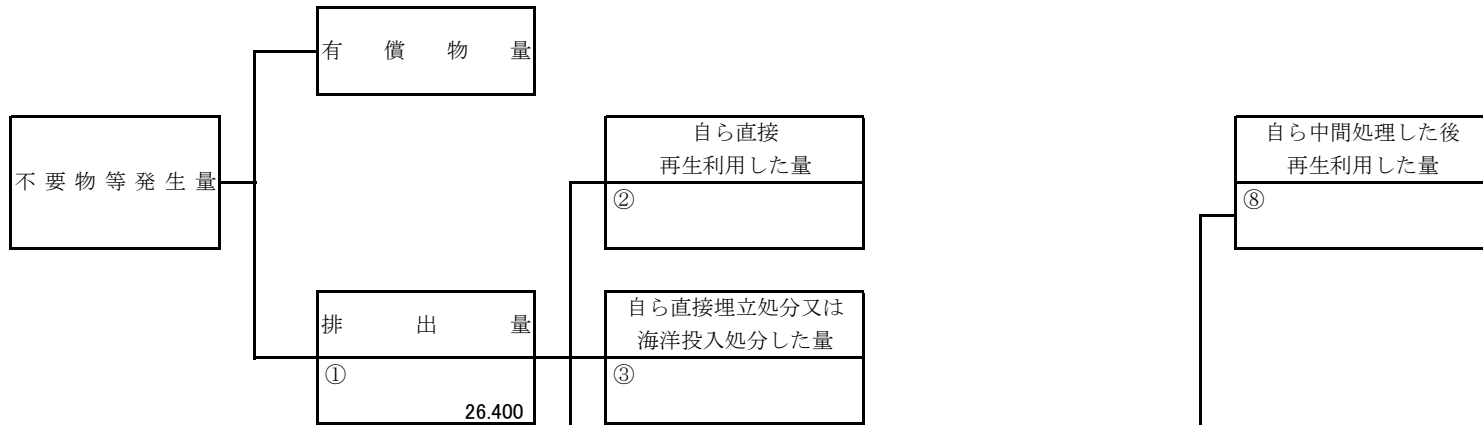 有償物量
不要物等発生量
自ら直接
再生利用した量
②
自ら中間処理した後
再生利用した量
⑧
排出量
①
26.400
自ら直接埋立処分又は
海洋投入処分した量
③